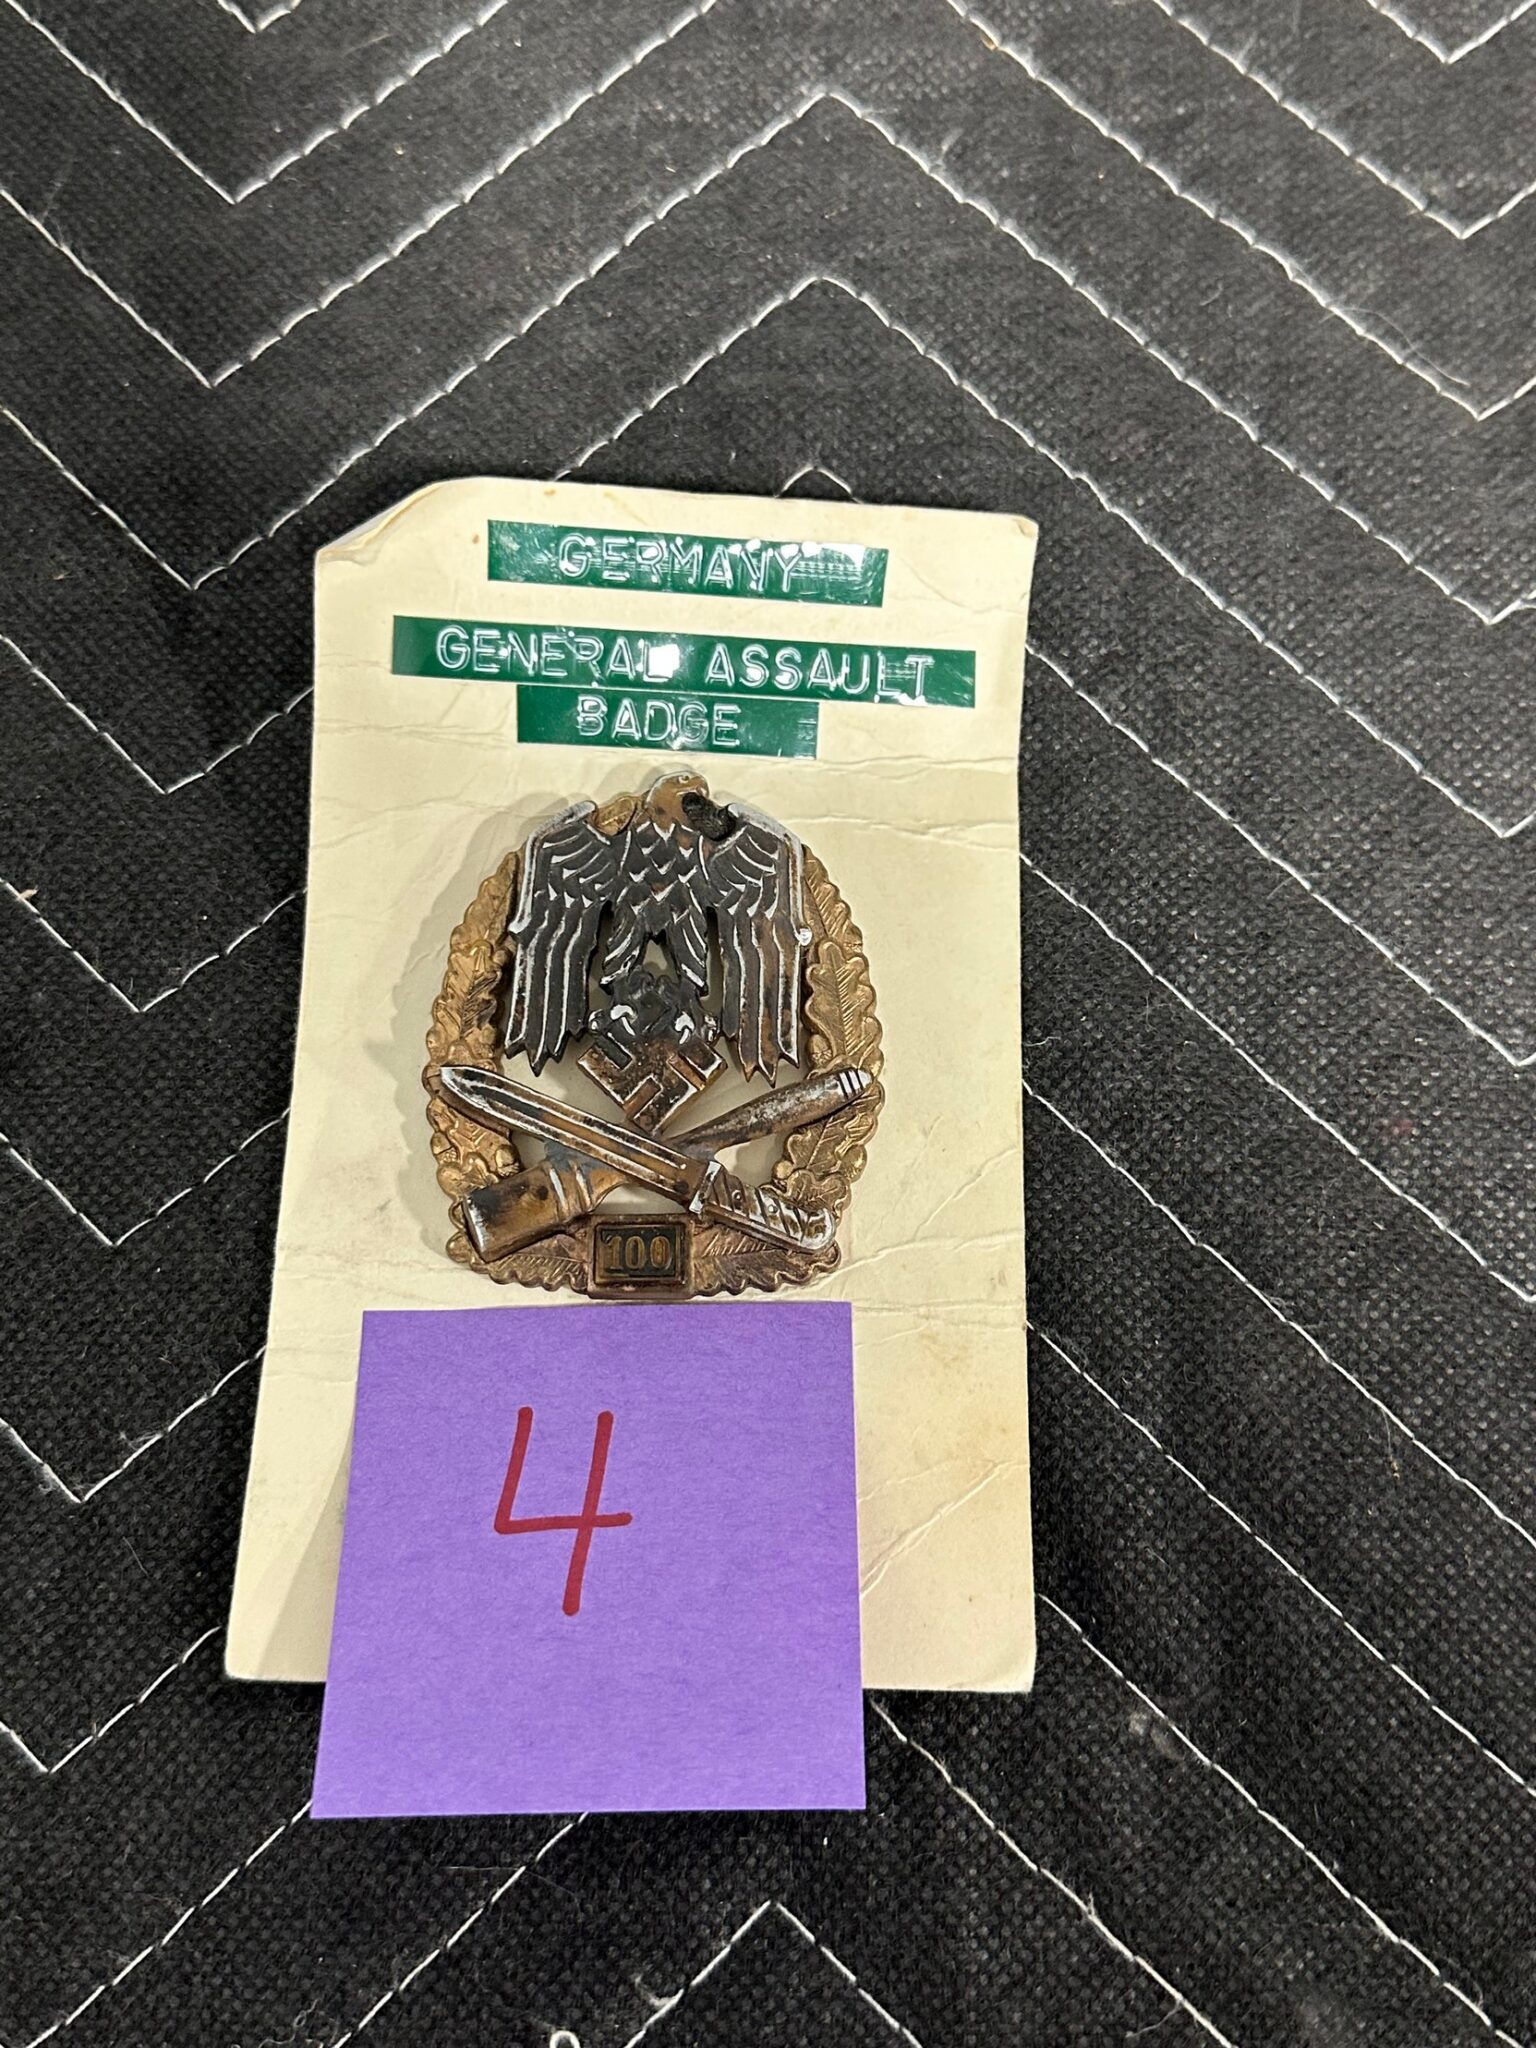 GERMANY
GENERAL ASSAULT
BADGE
100
4